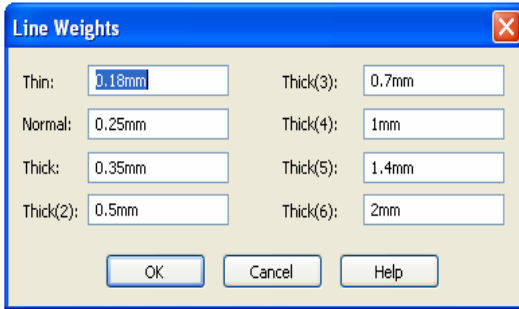 Line Weights
Thin: 0.18mm Thick(3): 0.7mm
Normal: 0.25mm Thick(4): 1mm
Thick: 0.35mm Thick(5): 1.4mm
Thick(2): 0.5mm Thick(6): 2mm
OK Cancel Help